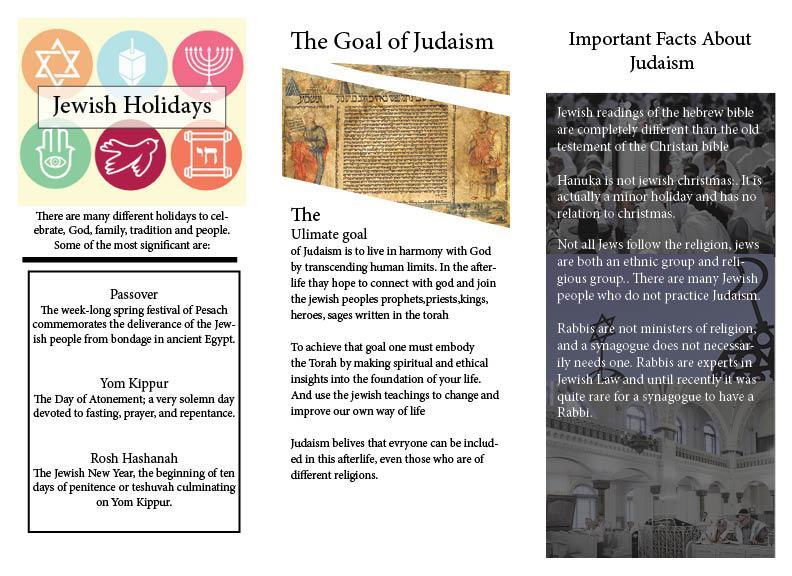 Jewish Holidays
There are many different holidays to cel-
ebrate, God, family, tradition and people.
Some of the most significant are:
Passover
The week-long spring festival of Pesach
commemorates the deliverance of the Jew-
ish people from bondage in ancient Egypt.
Yom Kippur
The Day of Atonement; a very solemn day
devoted to fasting, prayer, and repentance.
Rosh Hashanah
The Jewish New Year, the beginning of ten
days of penitence or teshuvah culminating
on Yom Kippur.
The Goal of Judaism
The
Ulimate goal
of Judaism is to live in harmony with God
by transcending human limits. In the after-
life thay hope to connect with god and join
the jewish peoples prophets,priests,kings,
heroes, sages written in the torah
To achieve that goal one must embody
the Torah by making spiritual and ethical
insights into the foundation of your life.
And use the jewish teachings to change and
improve our own way of life
Judaism belives that evryone can be includ-
ed in this afterlife, even those who are of
different religions.
Important Facts About
Judaism
Jewish readings of the hebrew bible
are completely different than the old
testement of the Christan bible
Hanuka is not jewish christmas:. It is
actually a minor holiday and has no
relation to christmas.
Not all Jews follow the religion, jews
are both an ethnic group and reli-
gious group.. There are many Jewish
people who do not practice Judaism.
Rabbis are not ministers of religion;
and a synagogue does not necessar-
ily needs one. Rabbis are experts in
Jewish Law and until recently it was
quite rare for a synagogue to have a
Rabbi.